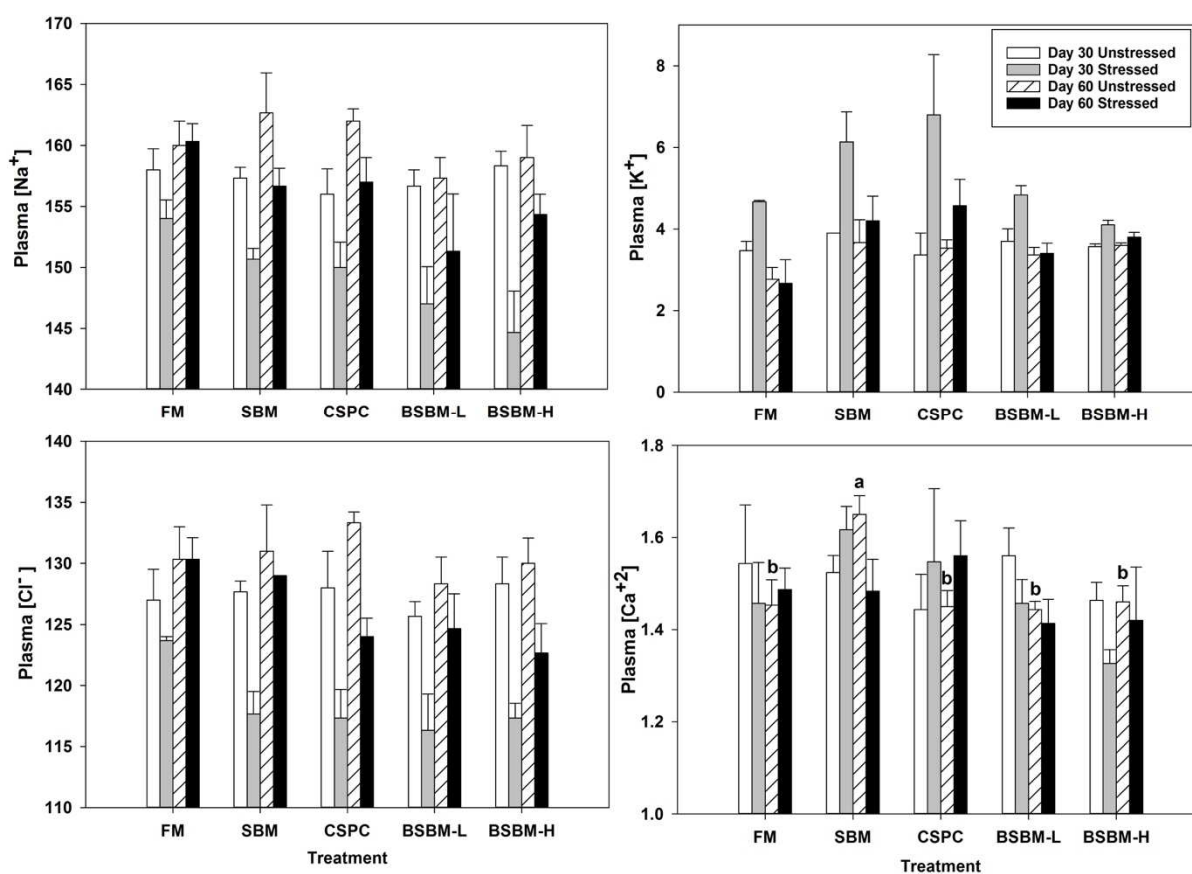 Plasma [Na+]
170
165
160
155
150
145
140
FM SBM CSPC BSBM-L BSBM-H
Plasma [K+]
8
6
4
2
0
Day 30 Unstressed
Day 30 Stressed
Day 60 Unstressed
Day 60 Stressed
FM SBM CSPC BSBM-L BSBM-H
Plasma [Cl-]
140
135
130
125
120
115
110
FM SBM CSPC BSBM-L BSBM-H
Treatment
Plasma [Ca+2]
1.8
1.6
1.4
1.2
1.0
b a b b b
FM SBM CSPC BSBM-L BSBM-H
Treatment